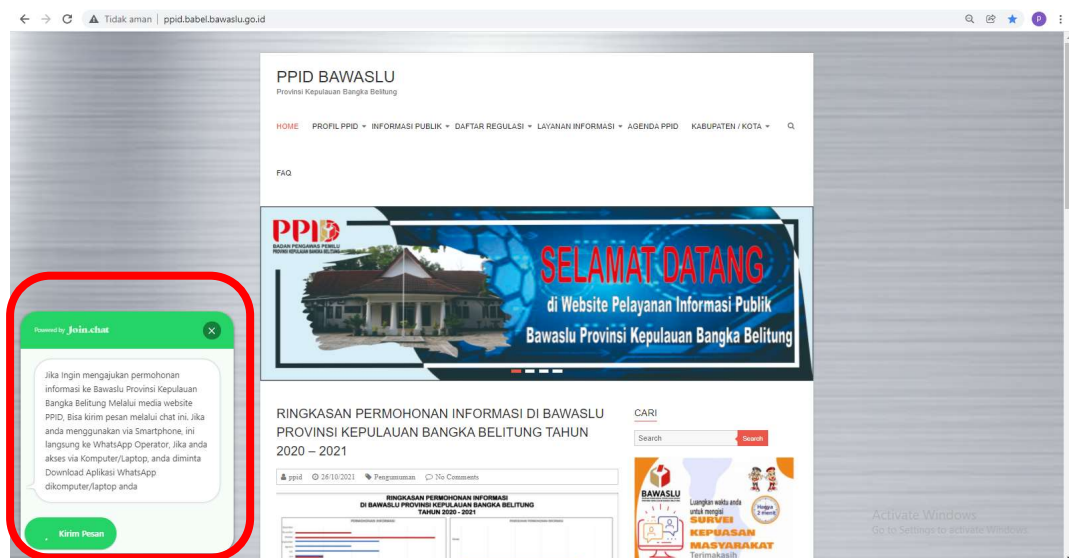 Tidak aman
ppid.babel.bawaslu.go.id
P
PPID BAWASLU
Provinsi Kepulauan Bangka Belitung
HOME PROFIL PPID INFORMASI PUBLIK DAFTAR REGULASI LAYANAN INFORMASI AGENDA PPID KABUPATEN / KOTA
FAQ
PPID
BADAN PENGAWAS PEMILU
PROVINSI KEPULAUAN BANGKA BELITUNG
SELAMAT DATANG
di Website Pelayanan Informasi Publik
Bawaslu Provinsi Kepulauan Bangka Belitung
Powered by Join.chat
Jika Ingin mengajukan permohonan
informasi ke Bawaslu Provinsi Kepulauan
Bangka Belitung Melalui media website
PPID, Bisa kirim pesan melalui chat ini. Jika
anda menggunakan via Smartphone, ini
langsung ke WhatsApp Operator, Jika anda
akses via Komputer/Laptop, anda diminta
Download Aplikasi WhatsApp
dikomputer/laptop anda
Kirim Pesan
RINGKASAN PERMOHONAN INFORMASI DI BAWASLU
PROVINSI KEPULAUAN BANGKA BELITUNG TAHUN
2020 – 2021
ppid 26/10/2021 Pengumuman No Comments
RINGKASAN PERMOHONAN INFORMASI
DI BAWASLU PROVINSI KEPULAUAN BANGKA BELITUNG
TAHUN 2020 - 2021
CARI
Search Search
BAWASLU
Luangkan waktu anda
untuk mengisi
Hanya
2 menit
SURVEI
KEPUASAN
MASYARAKAT
Terimakasih
Activate Windows
Go to Settings to activate Windows.